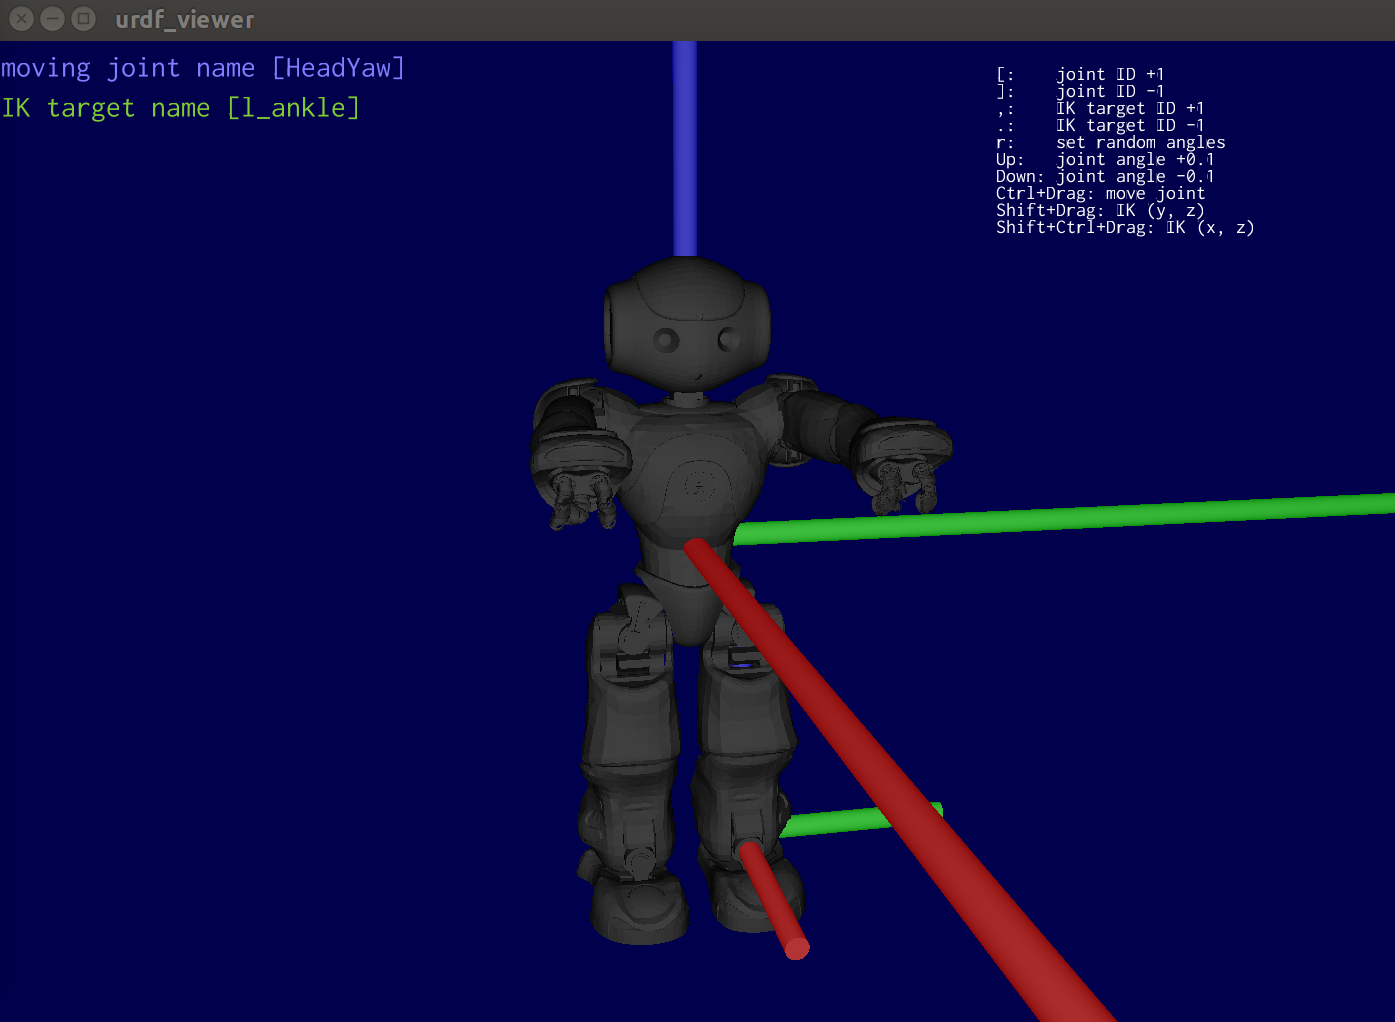 urdf_viewer
moving joint name [HeadYaw]
IK target name [l_ankle]
[: joint ID +1
]: joint ID -1
,: IK target ID +1
.: IK target ID -1
r: set random angles
Up: joint angle +0.1
Down: joint angle -0.1
Ctrl+Drag: move joint
Shift+Drag: IK (y, z)
Shift+Ctrl+Drag: IK (x, z)